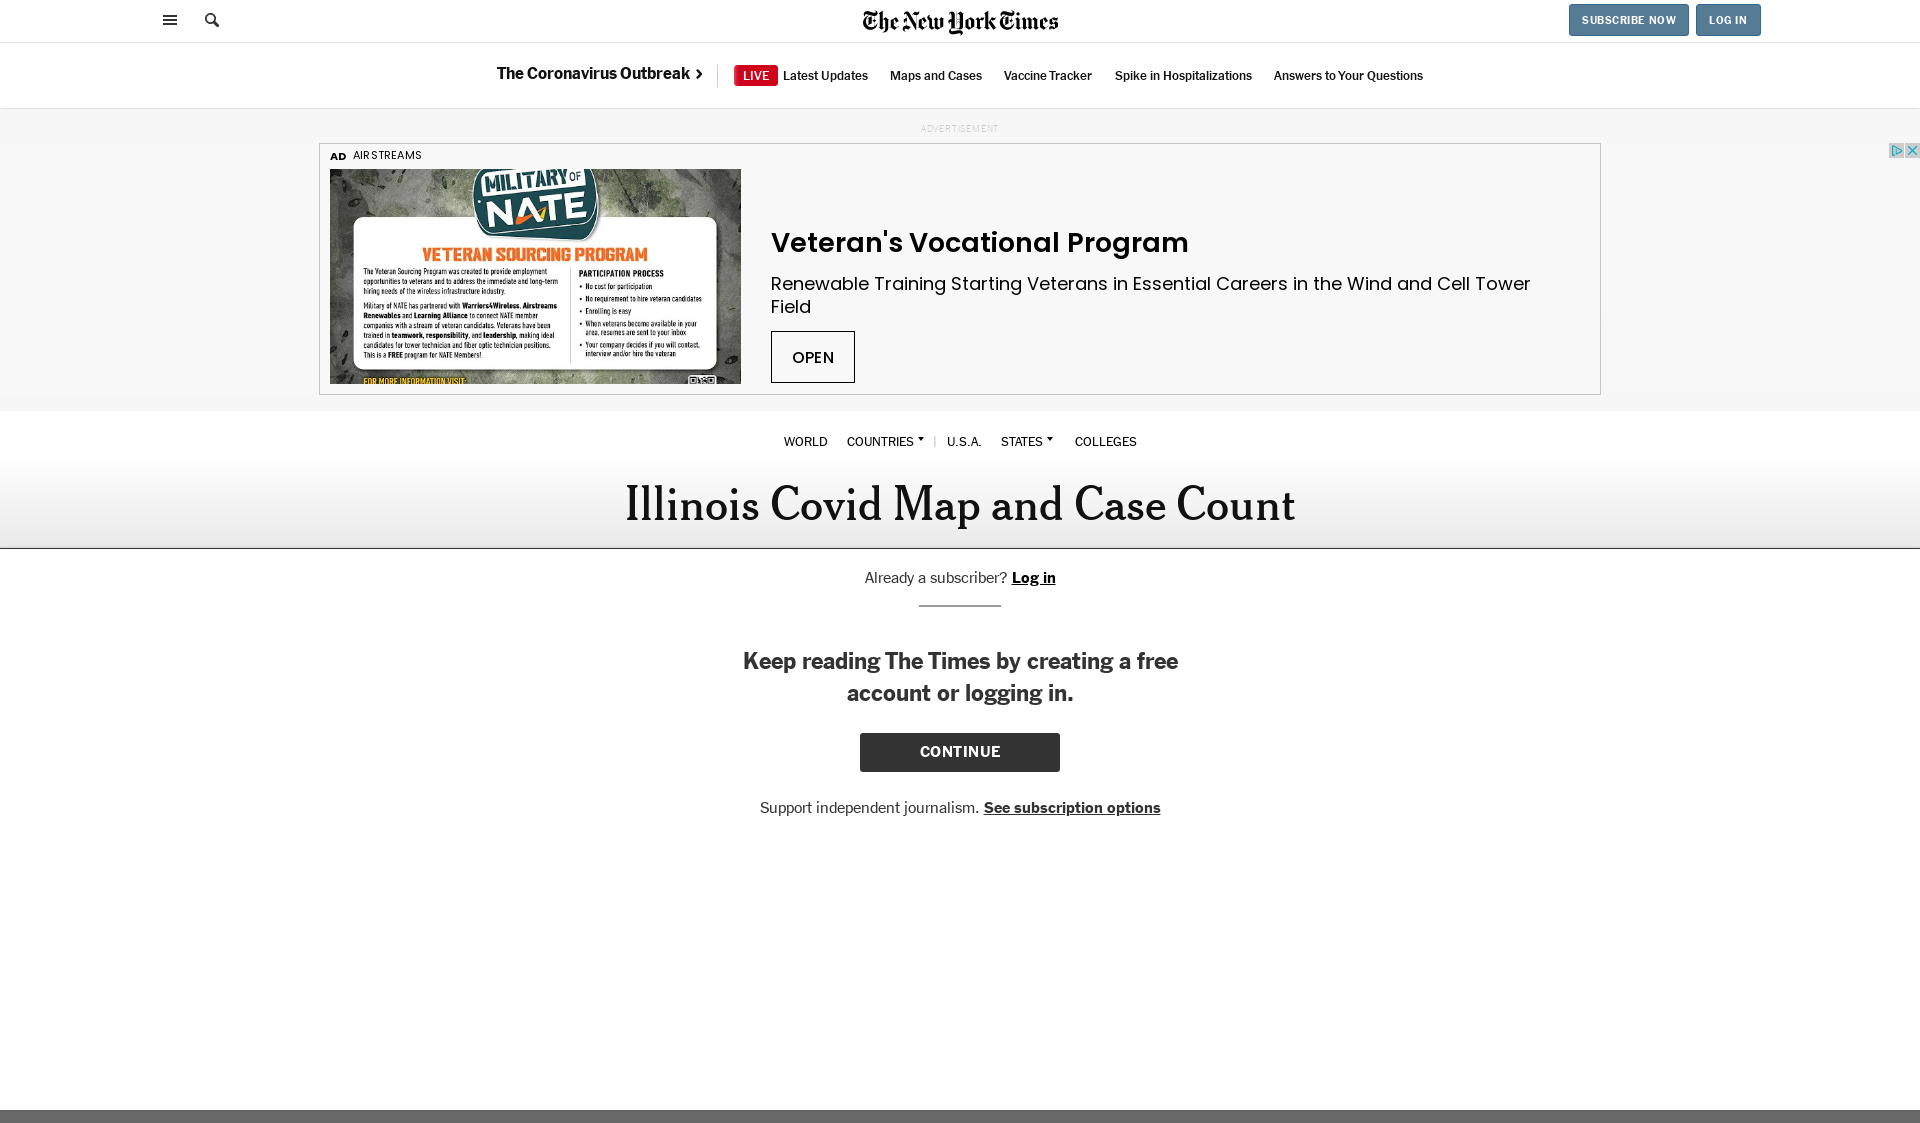 The New York Times
SUBSCRIBE NOW
LOG IN
The Coronavirus Outbreak
LIVE Latest Updates
Maps and Cases
Vaccine Tracker
Spike in Hospitalizations
Answers to Your Questions
ADVERTISEMENT
AD AIRSTREAMS
MILITARY OF
NATE
VETERAN SOURCING PROGRAM
The Veteran Sourcing Program was created to provide employment
opportunities to veterans and to address the immediate and long-term
hiring needs of the wireless infrastructure industry.
Military of NATE has partnered with Warriors4Wireless, Airstreams
Renewables and Learning Alliance to connect NATE member
companies with a stream of veteran candidates. Veterans have been
trained in teamwork, responsibility, and leadership, making ideal
candidates for tower technician and fiber optic technician positions.
This is a FREE program for NATE Members!
PARTICIPATION PROCESS
• No cost for participation
• No requirement to hire veteran candidates
• Enrolling is easy
• When veterans become available in your
area, resumes are sent to your inbox
• Your company decides if you will contact,
interview and/or hire the veteran
FOR MORE INFORMATION VISIT:
Veteran's Vocational Program
Renewable Training Starting Veterans in Essential Careers in the Wind and Cell Tower
Field
OPEN
WORLD
COUNTRIES
U.S.A.
STATES
COLLEGES
Illinois Covid Map and Case Count
Already a subscriber? Log in
Keep reading The Times by creating a free
account or logging in.
CONTINUE
Support independent journalism. See subscription options